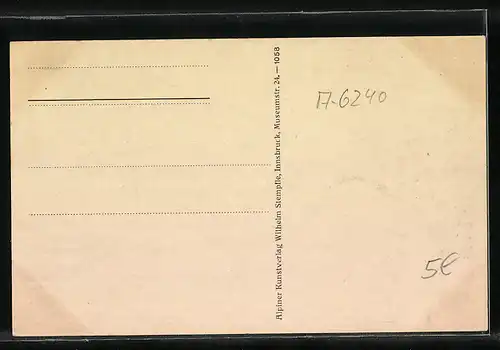 Alpiner Kunstverlag Wilhelm Stempfle, Innsbruck, Museumstr. 24.—1058
A-6240
5€